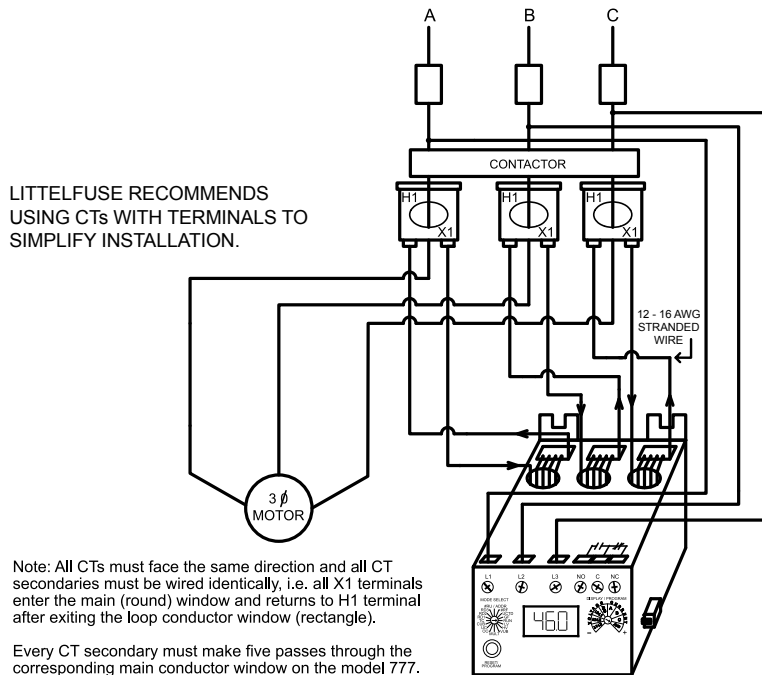 A B C
CONTACTOR
LITTELFUSE RECOMMENDS
USING CTs WITH TERMINALS TO
SIMPLIFY INSTALLATION.
H1 H1 H1
X1 X1 X1
12 - 16 AWG
STRANDED
WIRE
3 ϕ
MOTOR
Note: All CTs must face the same direction and all CT
secondaries must be wired identically, i.e. all X1 terminals
enter the main (round) window and returns to H1 terminal
after exiting the loop conductor window (rectangle).
Every CT secondary must make five passes through the
corresponding main conductor window on the model 777.
L1 L2 L3 NO C NC
MODE SELECT
DISPLAY / PROGRAM
46.0
- +
RESET/
PROGRAM